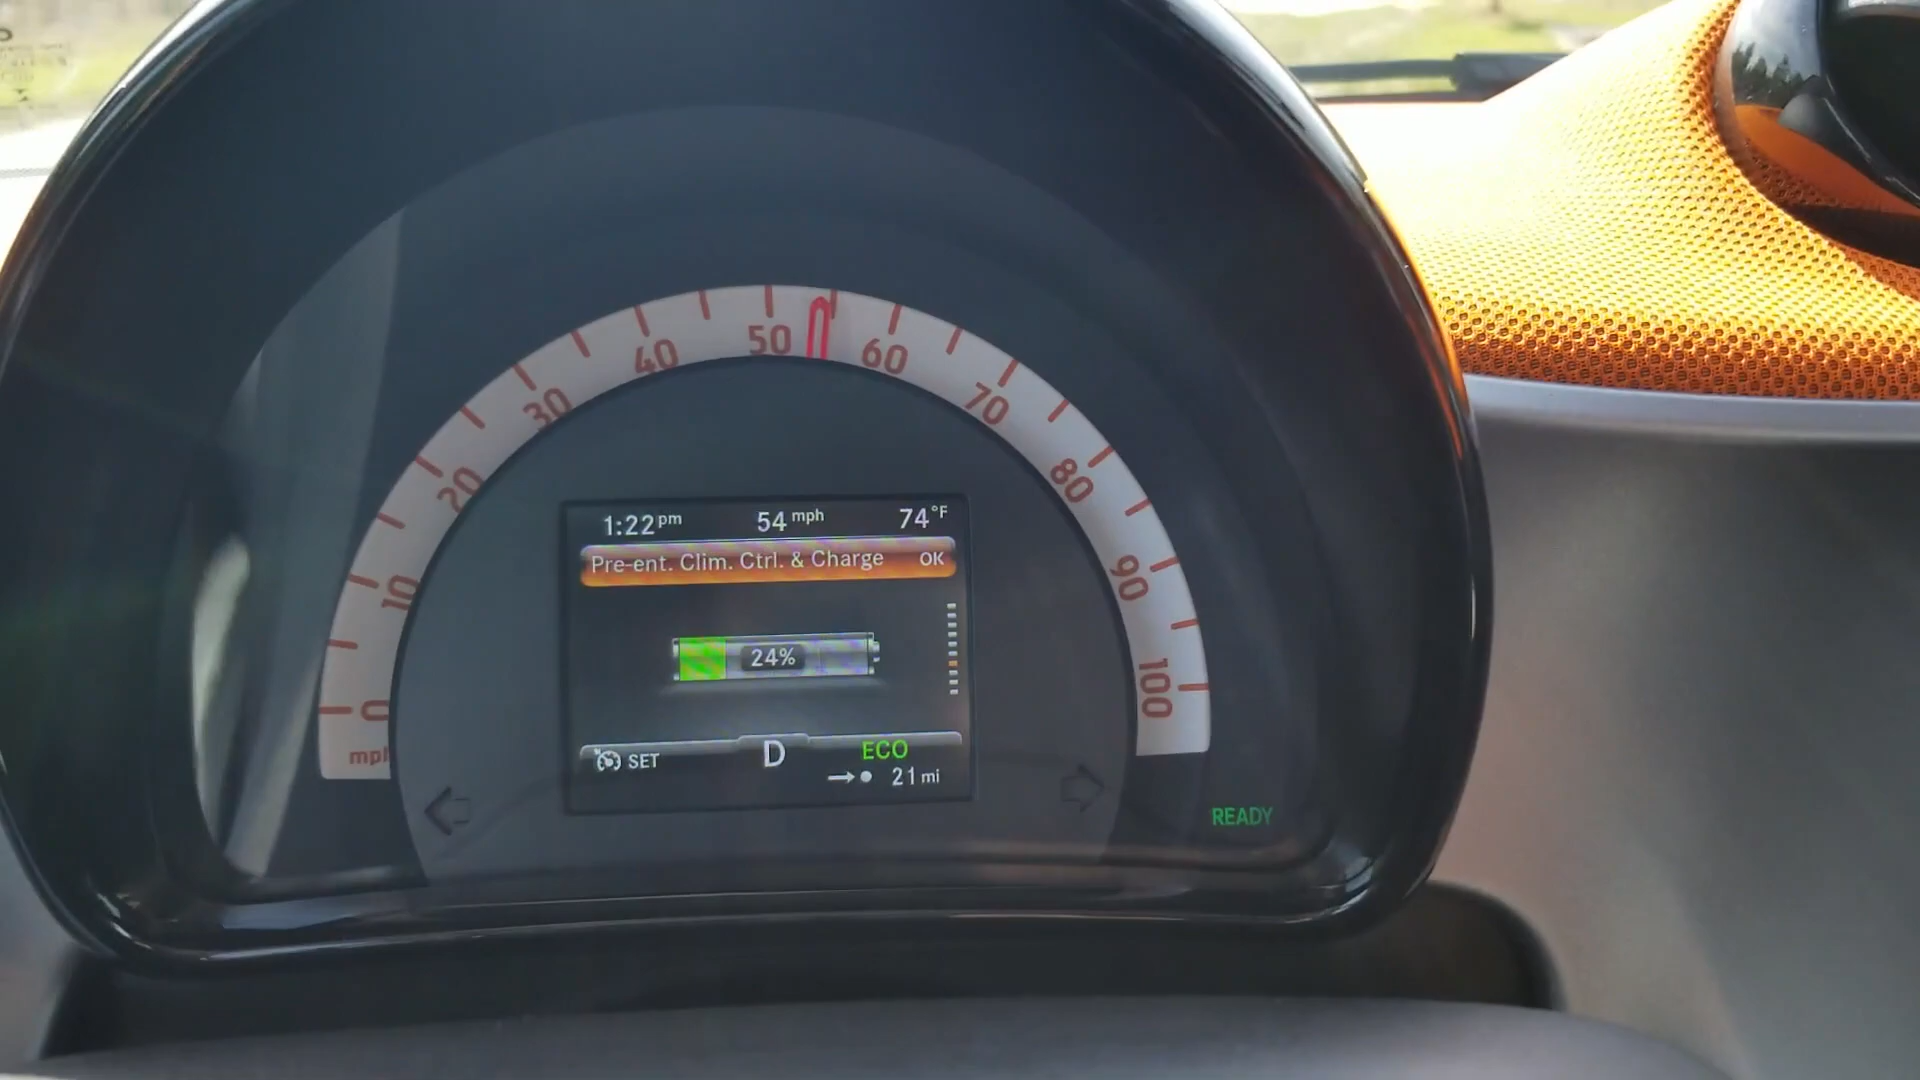 0
10
20
30
40
50
60
70
80
90
100
mph
1:22 pm 54 mph 74 °F
Pre-ent. Clim. Ctrl. & Charge OK
24%
SET D ECO
21 mi
READY